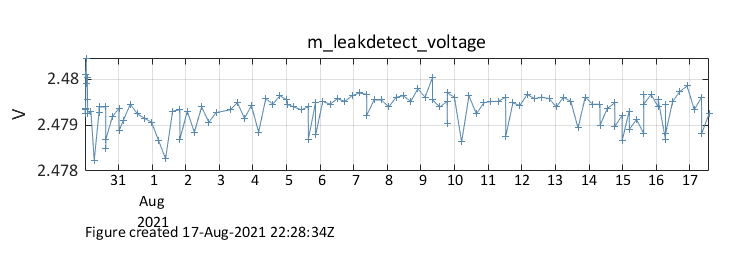 m_leakdetect_voltage
2.48
2.479
2.478
V
31 1 2 3 4 5 6 7 8 9 10 11 12 13 14 15 16 17
Aug
2021
Figure created 17-Aug-2021 22:28:34Z